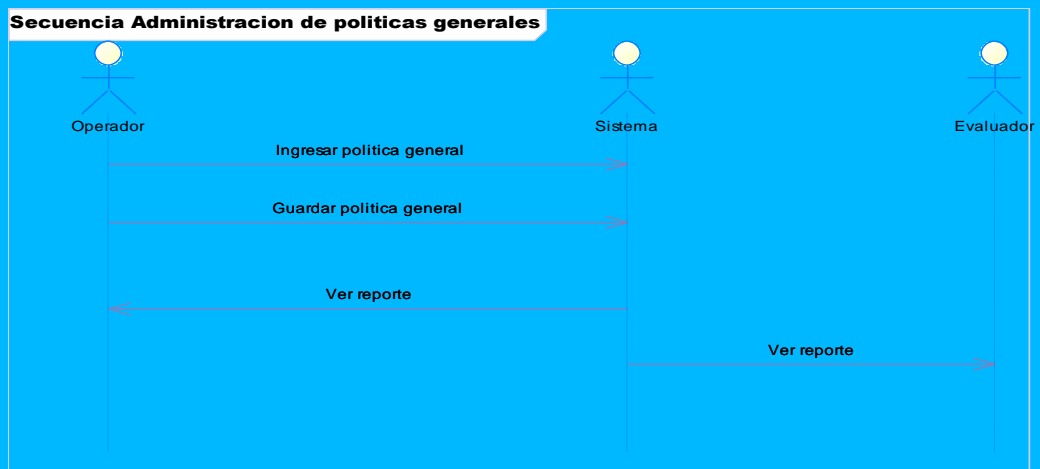 Secuencia Administracion de politicas generales
Operador
Sistema
Evaluador
Ingresar politica general
Guardar politica general
Ver reporte
Ver reporte